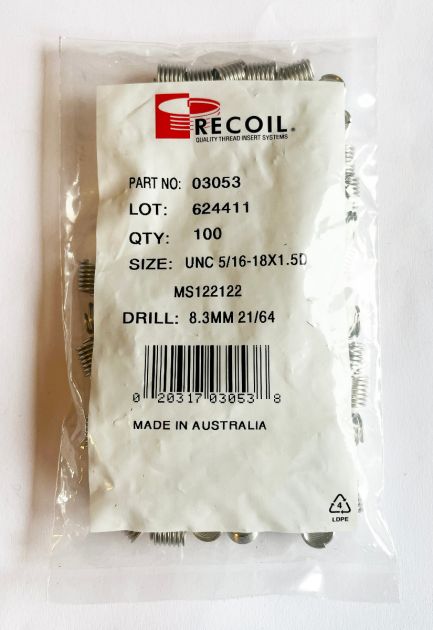 RECOIL®
QUALITY THREAD INSERT SYSTEMS
PART NO: 03053
LOT: 624411
QTY: 100
SIZE: UNC 5/16-18X1.5D
MS122122
DRILL: 8.3MM 21/64
0 20317 03053 8
MADE IN AUSTRALIA
4
LDPE